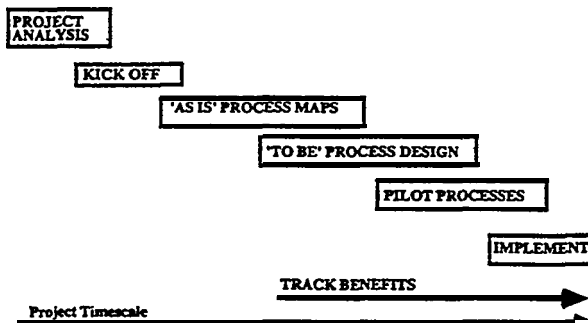 PROJECT
ANALYSIS
KICK OFF
'AS IS' PROCESS MAPS
'TO BE' PROCESS DESIGN
PILOT PROCESSES
IMPLEMENT
TRACK BENEFITS
Project Timescale